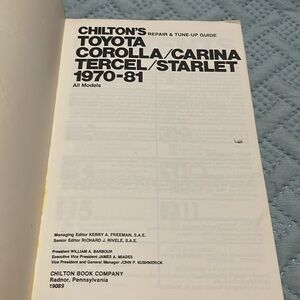 CHILTON'S REPAIR & TUNE-UP GUIDE
TOYOTA
COROLLA/CARINA
TERCEL/STARLET
1970-81
All Models
Managing Editor KERRY A. FREEMAN, S.A.E.
Senior Editor RICHARD J. RIVELE, S.A.E.
President WILLIAM A. BARBOUR
Executive Vice President JAMES A. MIADES
Vice President and General Manager JOHN P. KUSHNERICK
CHILTON BOOK COMPANY
Radnor, Pennsylvania
19089